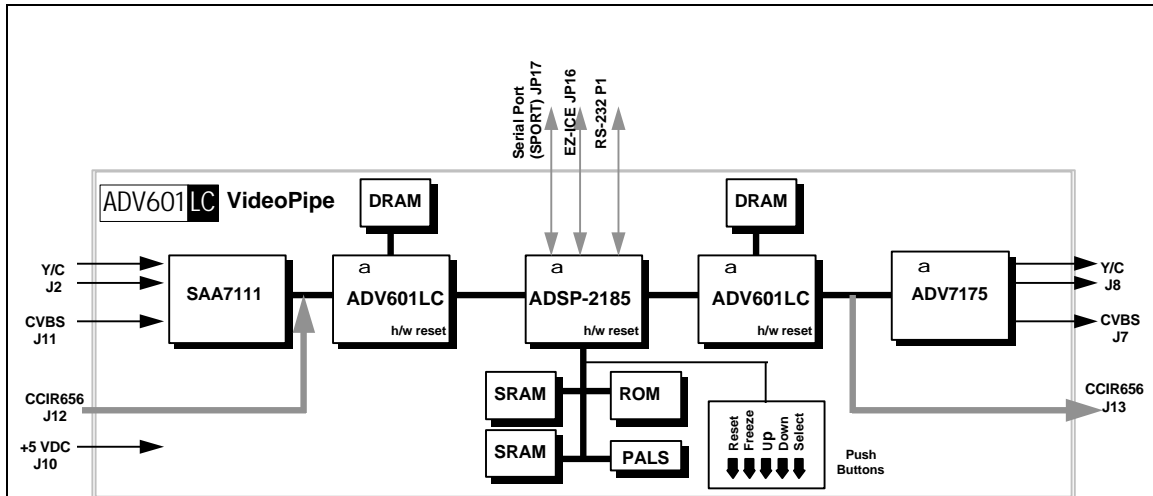 Serial Port
(SPORT) JP17
EZ-ICE JP16
RS-232 P1
ADV601LC VideoPipe
DRAM
DRAM
Y/C
J2
CVBS
J11
CCIR656
J12
+5 VDC
J10
SAA7111
a
ADV601LC
h/w reset
a
ADSP-2185
h/w reset
a
ADV601LC
h/w reset
a
ADV7175
Y/C
J8
CVBS
J7
CCIR656
J13
SRAM
ROM
SRAM
PALS
Reset
Freeze
Up
Down
Select
Push
Buttons